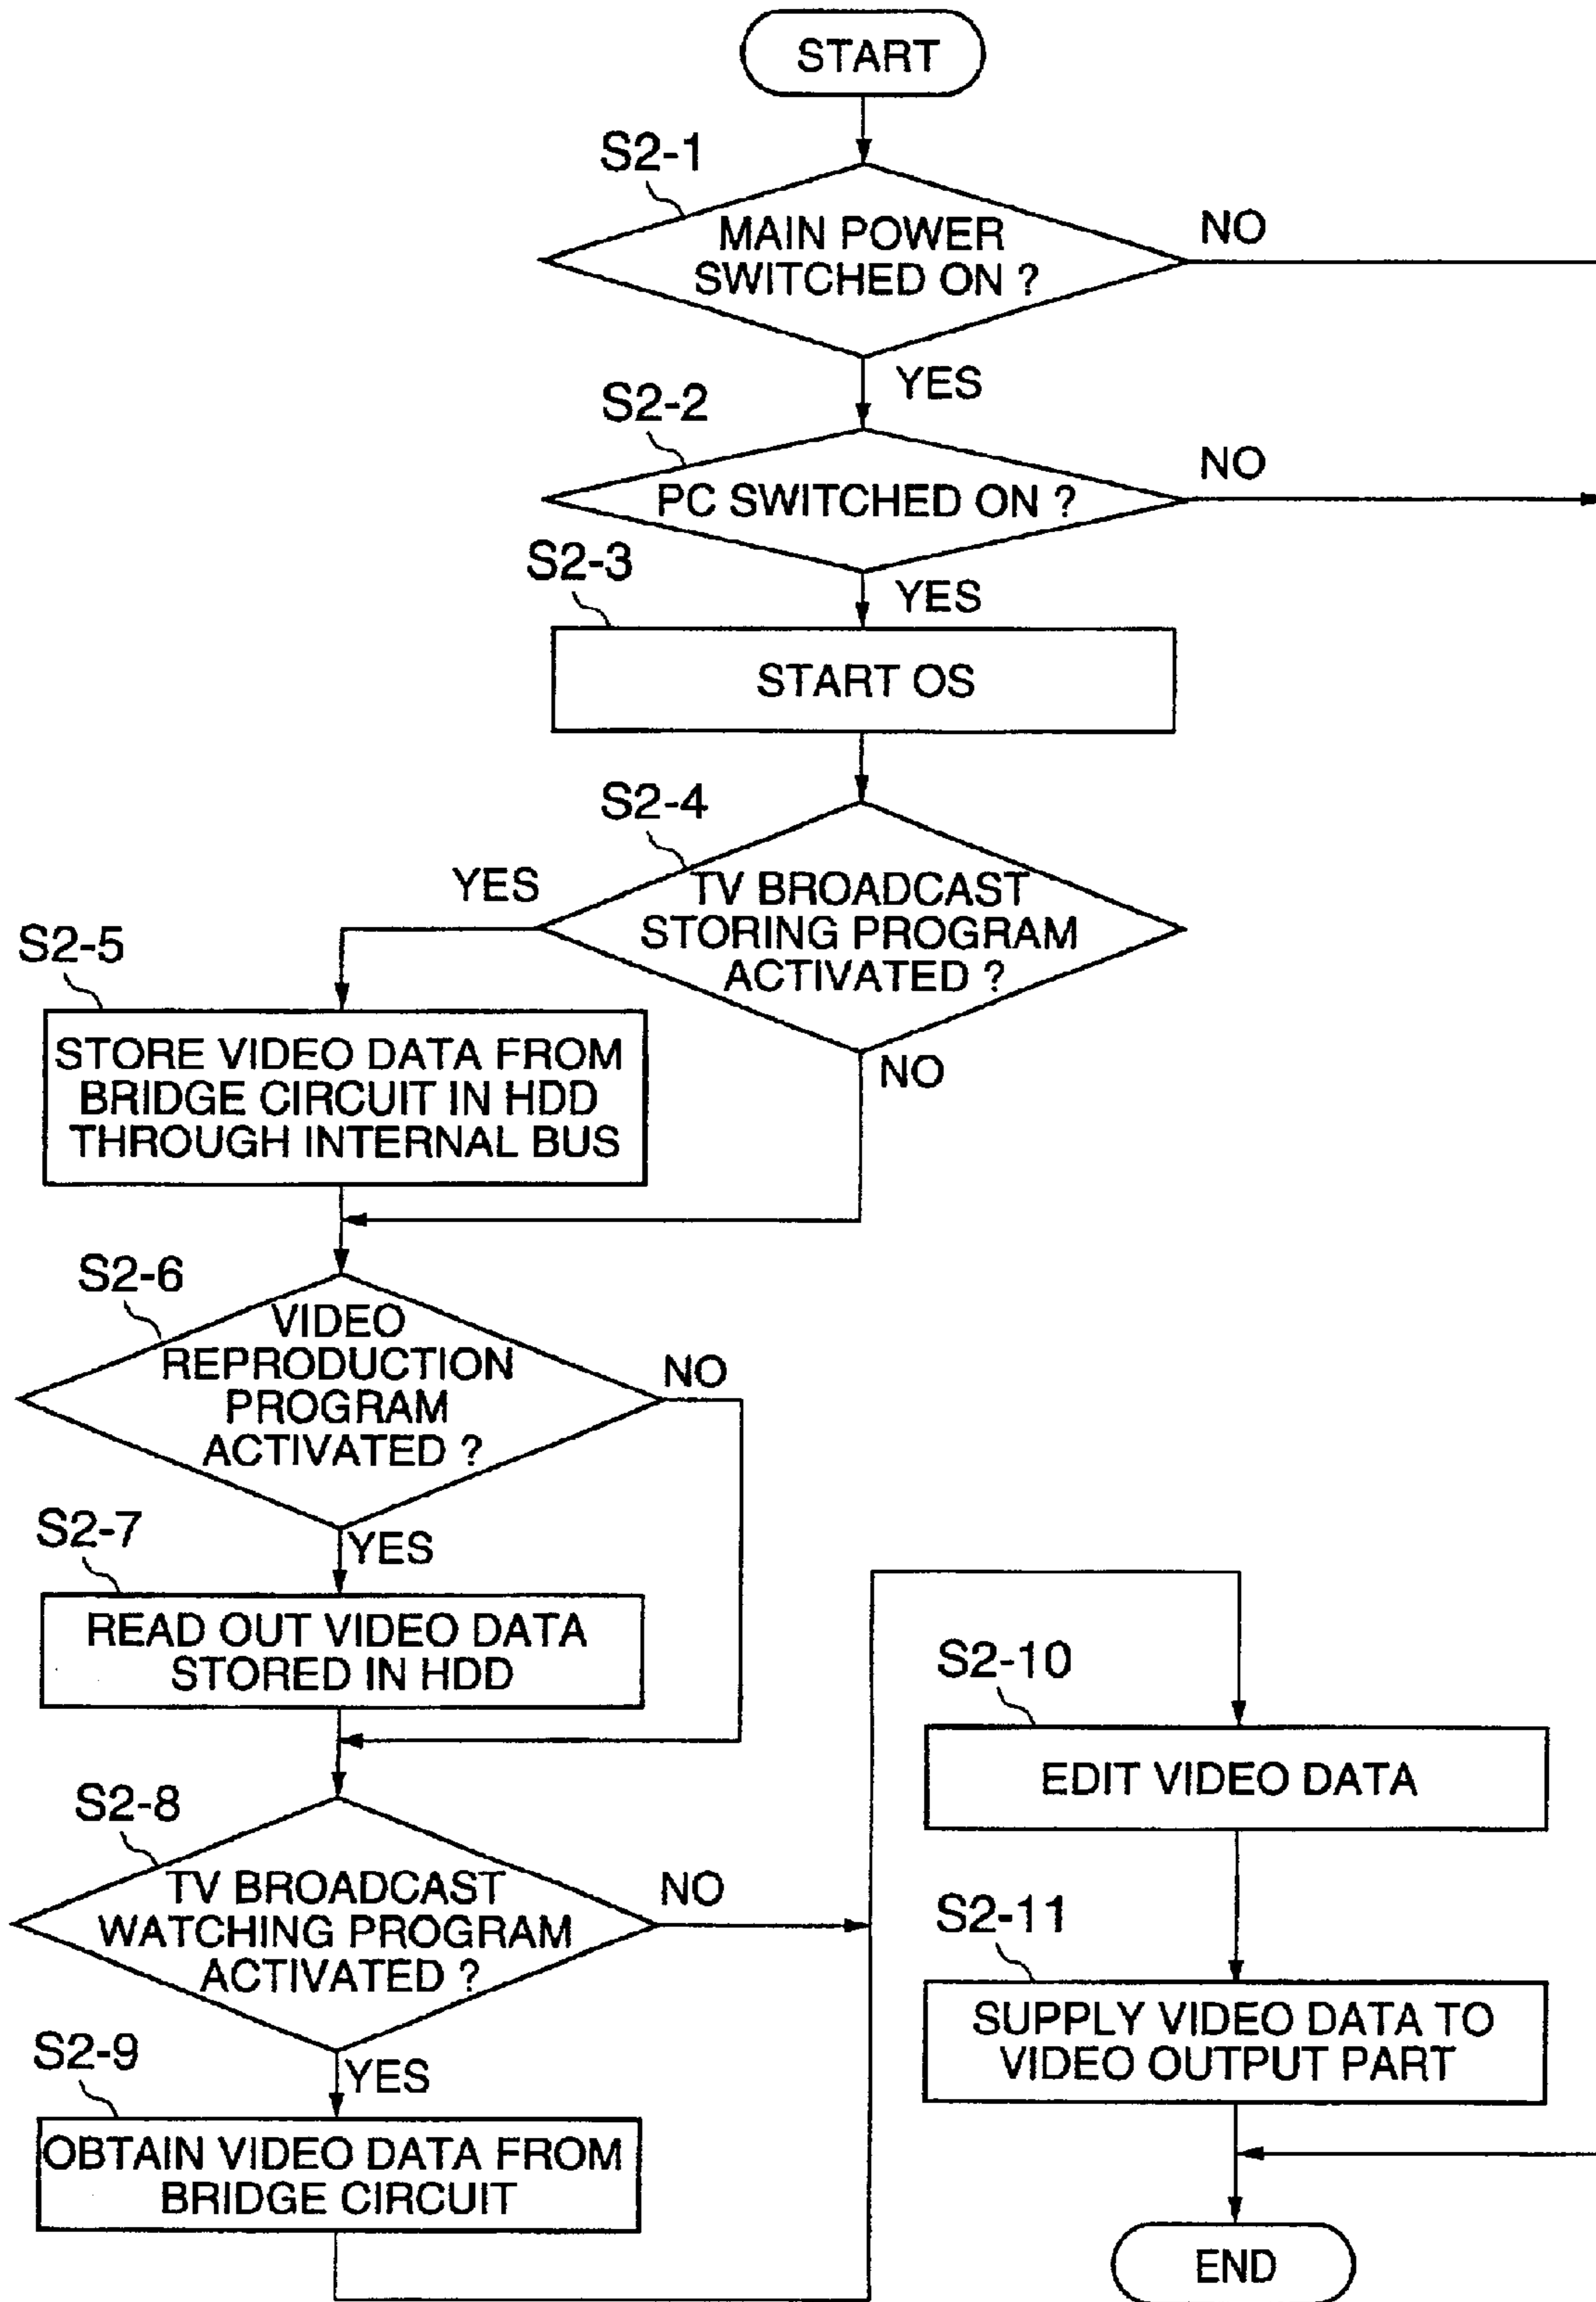 START
S2-1
MAIN POWER
SWITCHED ON ?
NO
YES
S2-2
PC SWITCHED ON ?
NO
YES
S2-3
START OS
S2-4
TV BROADCAST
STORING PROGRAM
ACTIVATED ?
YES
NO
S2-5
STORE VIDEO DATA FROM
BRIDGE CIRCUIT IN HDD
THROUGH INTERNAL BUS
S2-6
VIDEO
REPRODUCTION
PROGRAM
ACTIVATED ?
NO
YES
S2-7
READ OUT VIDEO DATA
STORED IN HDD
S2-8
TV BROADCAST
WATCHING PROGRAM
ACTIVATED ?
NO
YES
S2-9
OBTAIN VIDEO DATA FROM
BRIDGE CIRCUIT
S2-10
EDIT VIDEO DATA
S2-11
SUPPLY VIDEO DATA TO
VIDEO OUTPUT PART
END